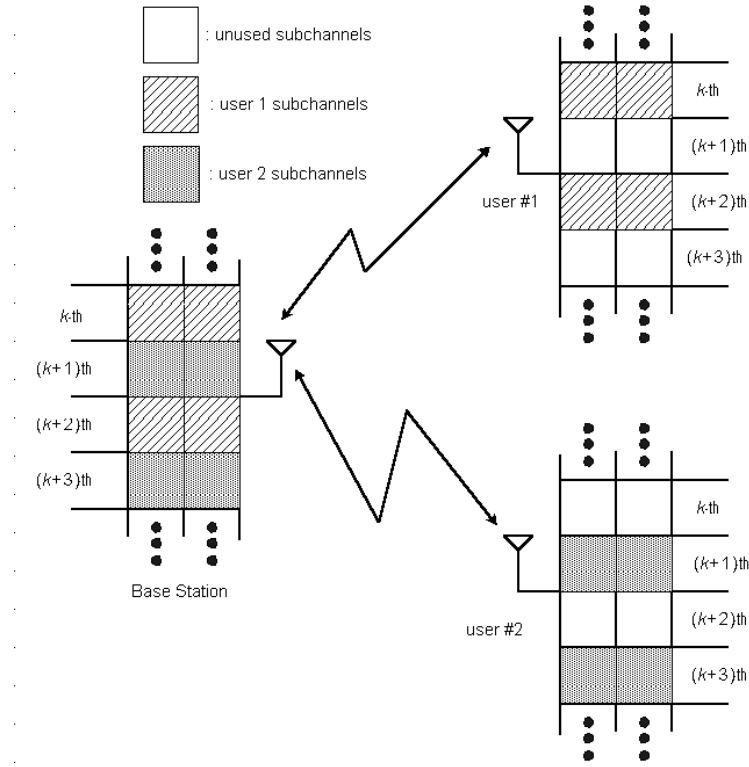 : unused subchannels
: user 1 subchannels
: user 2 subchannels
k-th
(k+1)th
(k+2)th
(k+3)th
user #1
k-th
(k+1)th
(k+2)th
(k+3)th
Base Station
k-th
(k+1)th
(k+2)th
(k+3)th
user #2